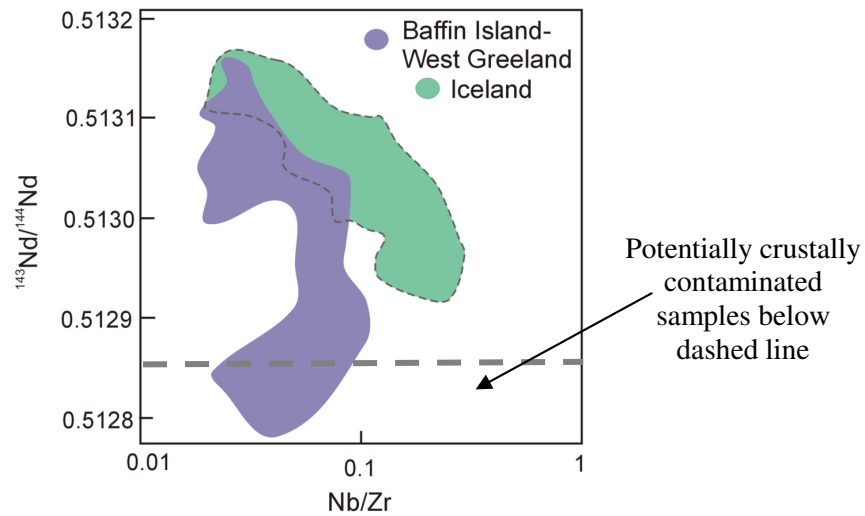 0.5132
0.5131
0.5130
0.5129
0.5128
¹⁴³Nd/¹⁴⁴Nd
Baffin Island-
West Greeland
Iceland
Potentially crustally
contaminated
samples below
dashed line
0.01
0.1
1
Nb/Zr